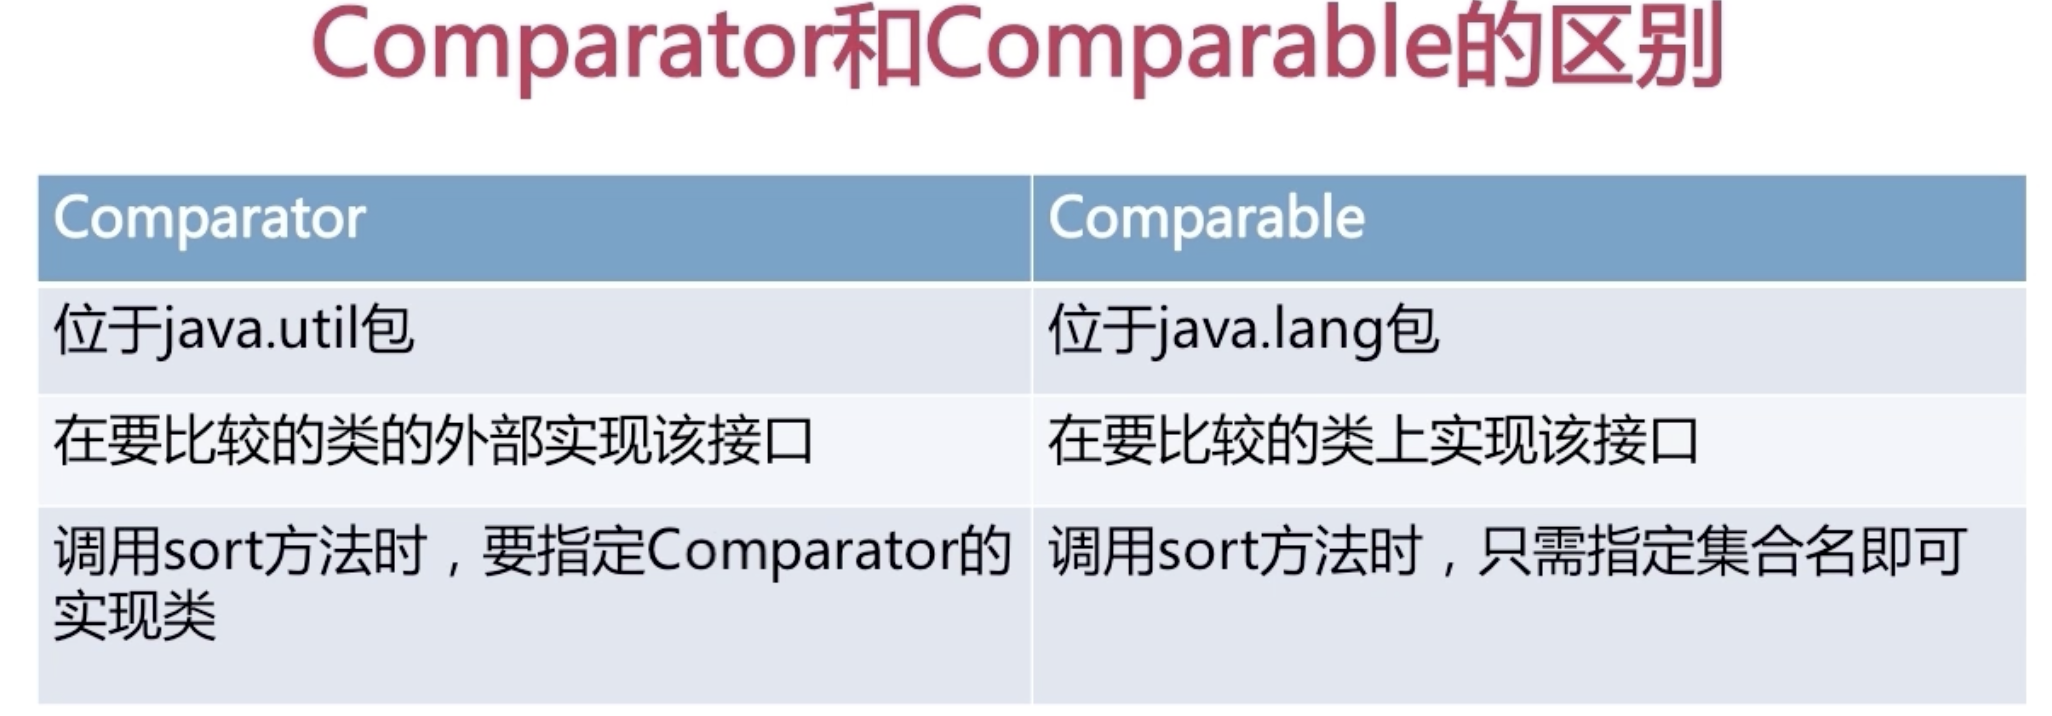 Comparator和Comparable的区别
Comparator
Comparable
位于java.util包
位于java.lang包
在要比较的类的外部实现该接口
在要比较的类上实现该接口
调用sort方法时，要指定Comparator的
实现类
调用sort方法时，只需指定集合名即可